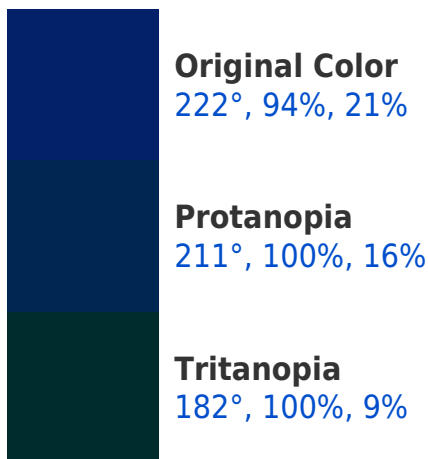 Original Color
222°, 94%, 21%
Protanopia
211°, 100%, 16%
Tritanopia
182°, 100%, 9%